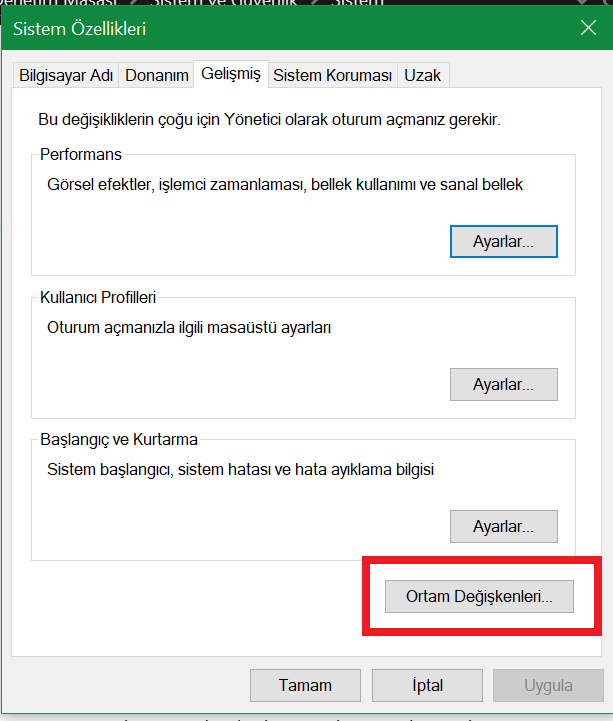 Denetim Masası > Sistem ve Güvenlik > Sistem
Sistem Özellikleri
Bilgisayar Adı Donanım Gelişmiş Sistem Koruması Uzak
Bu değişikliklerin çoğu için Yönetici olarak oturum açmanız gerekir.
Performans
Görsel efektler, işlemci zamanlaması, bellek kullanımı ve sanal bellek
Ayarlar...
Kullanıcı Profilleri
Oturum açmanızla ilgili masaüstü ayarları
Ayarlar...
Başlangıç ve Kurtarma
Sistem başlangıcı, sistem hatası ve hata ayıklama bilgisi
Ayarlar...
Ortam Değişkenleri...
Tamam İptal Uygula